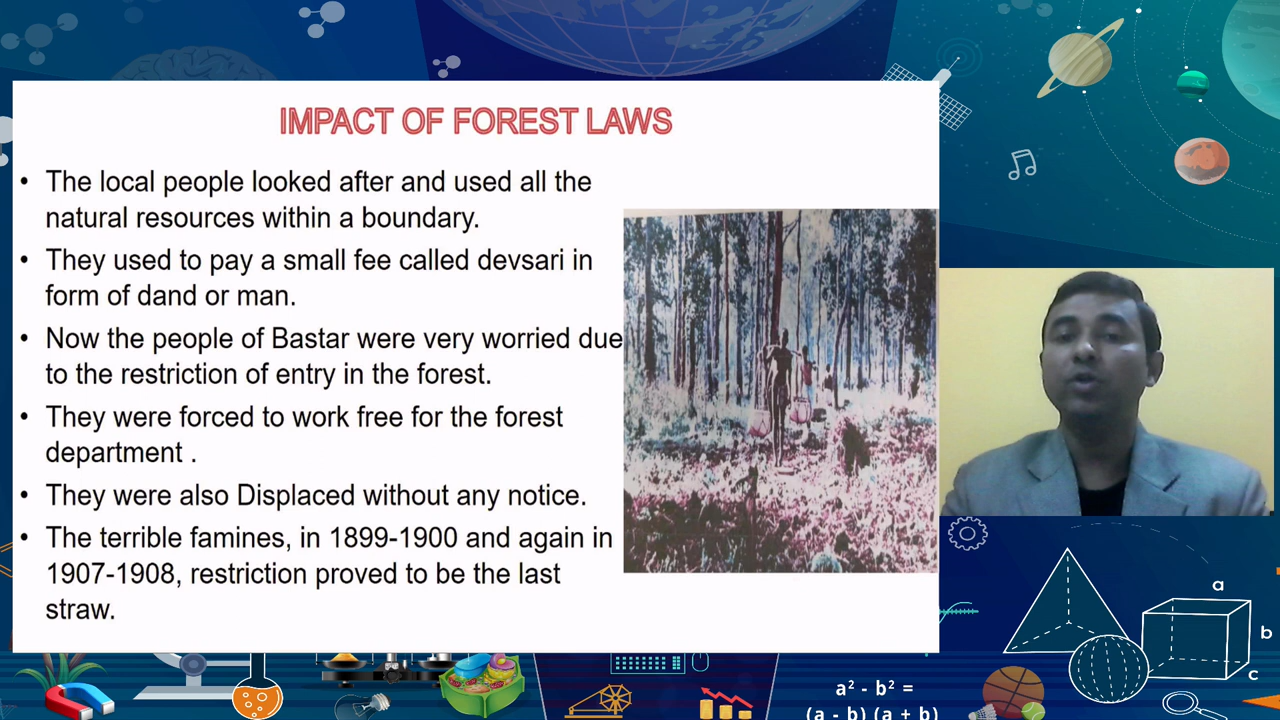 IMPACT OF FOREST LAWS
• The local people looked after and used all the
natural resources within a boundary.
• They used to pay a small fee called devsari in
form of dand or man.
• Now the people of Bastar were very worried due
to the restriction of entry in the forest.
• They were forced to work free for the forest
department .
• They were also Displaced without any notice.
• The terrible famines, in 1899-1900 and again in
1907-1908, restriction proved to be the last
straw.
a
b
c
a² - b² =
(a - b) (a + b)